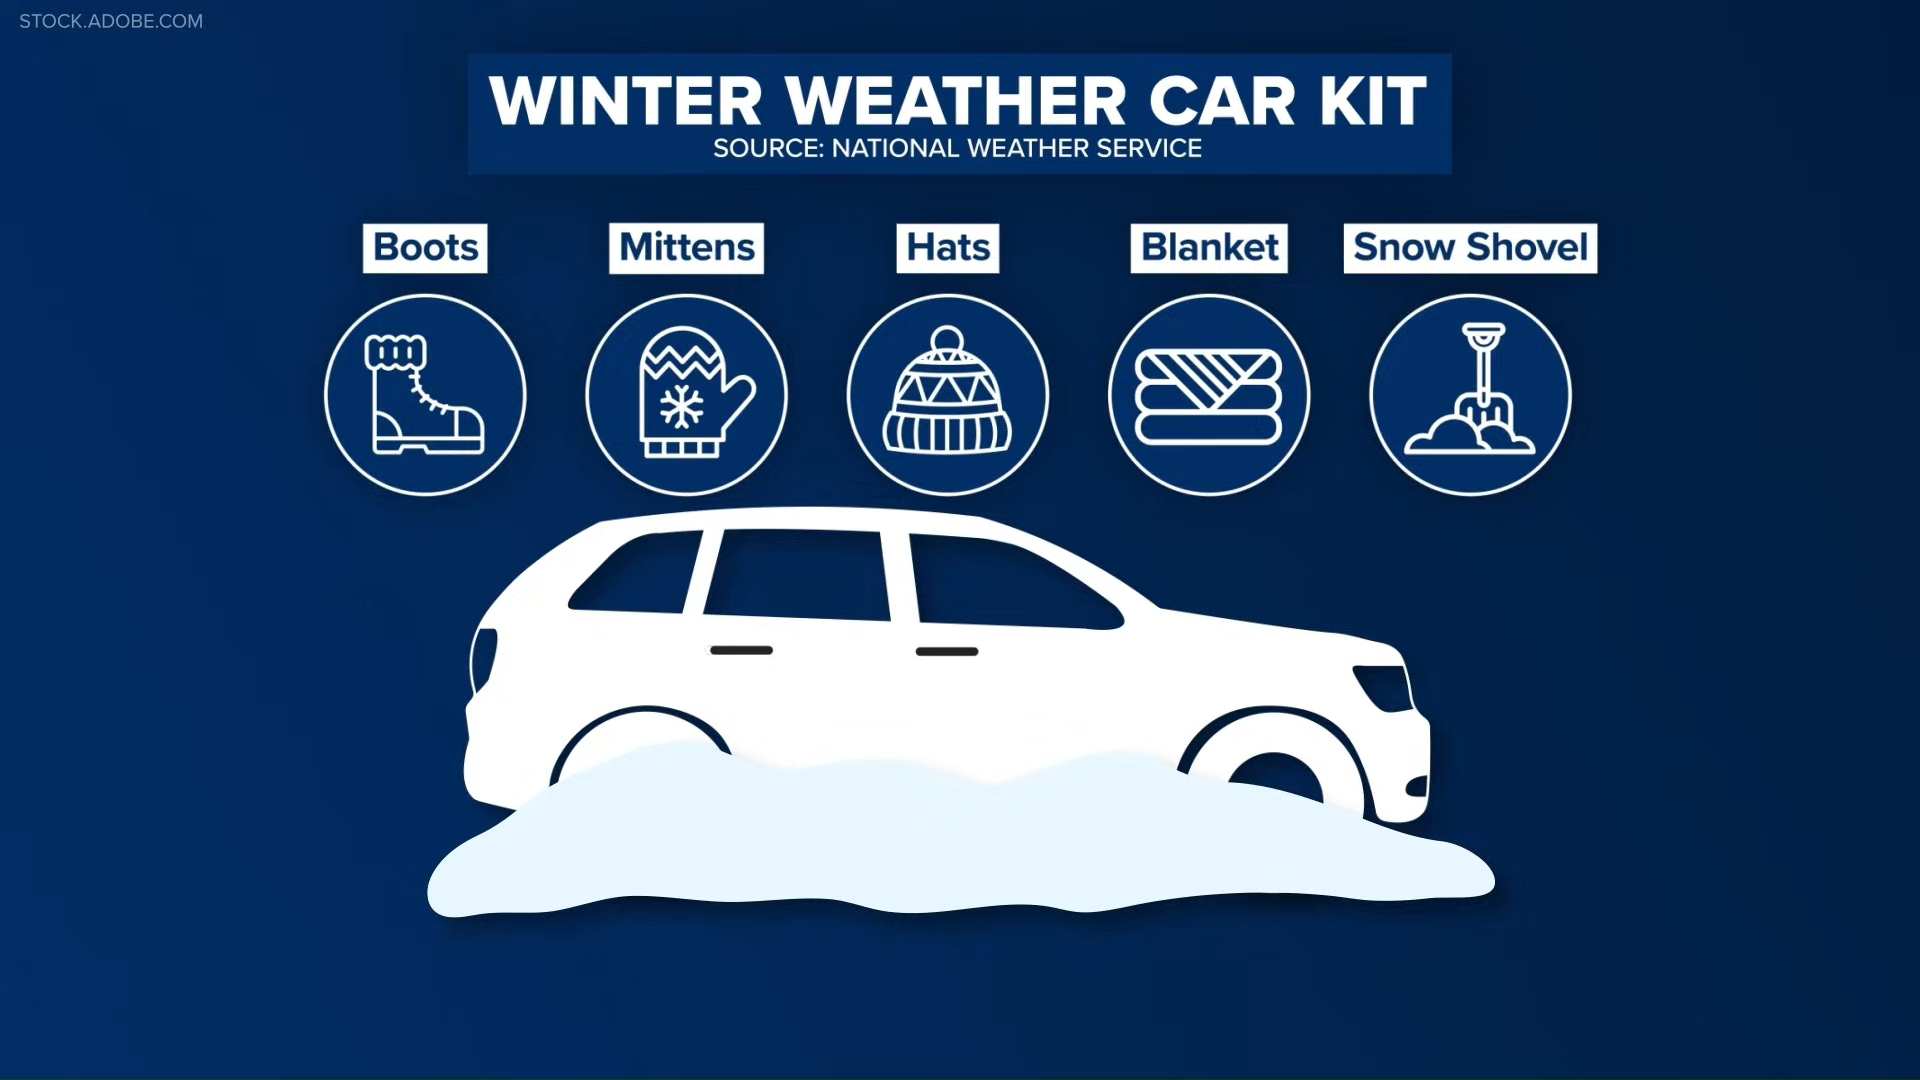 STOCK.ADOBE.COM
WINTER WEATHER CAR KIT
SOURCE: NATIONAL WEATHER SERVICE
Boots
Mittens
Hats
Blanket
Snow Shovel